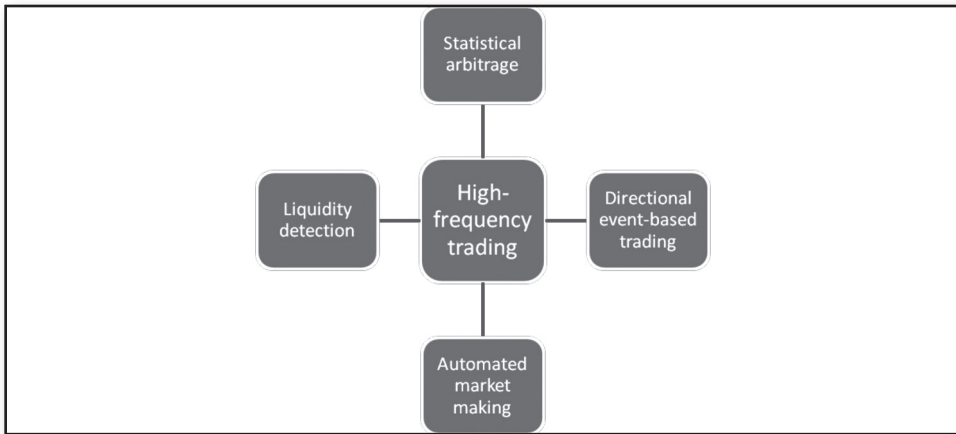 Statistical
arbitrage
Liquidity
detection
High-
frequency
trading
Directional
event-based
trading
Automated
market
making